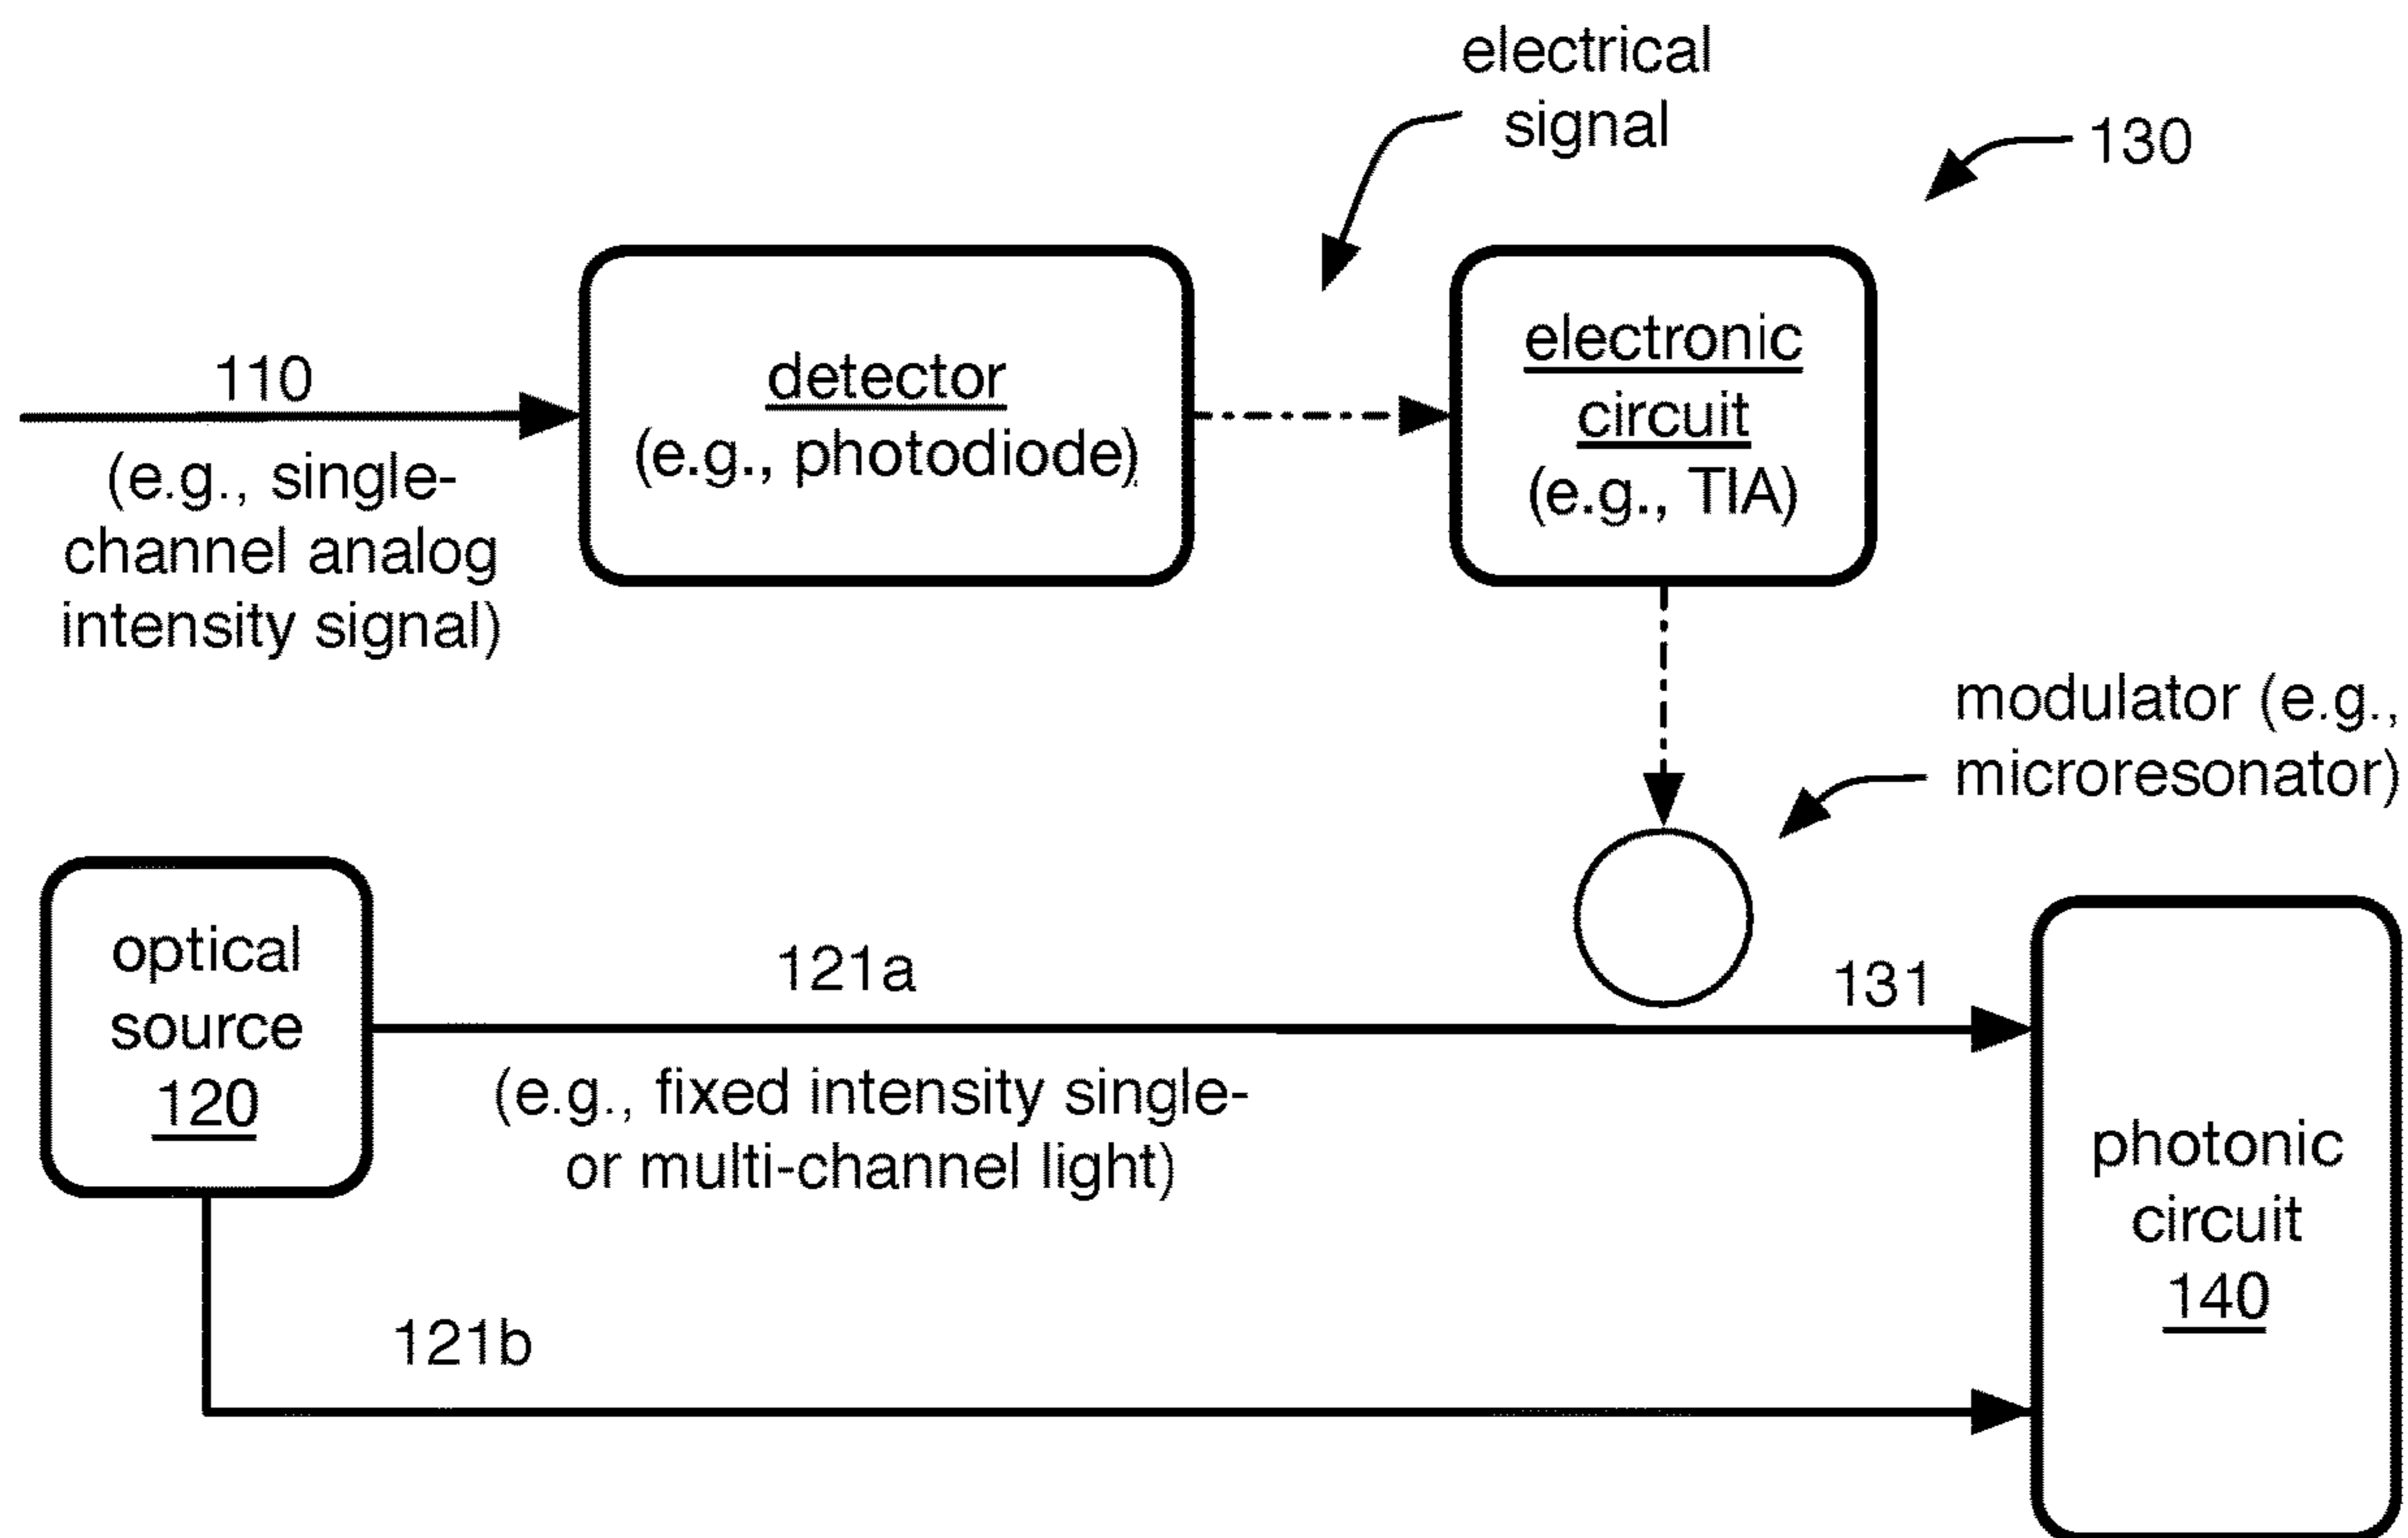 electrical
signal
130
110
(e.g., single-
channel analog
intensity signal)
detector
(e.g., photodiode)
electronic
circuit
(e.g., TIA)
modulator (e.g.,
microresonator)
optical
source
120
121a
(e.g., fixed intensity single-
or multi-channel light)
131
121b
photonic
circuit
140